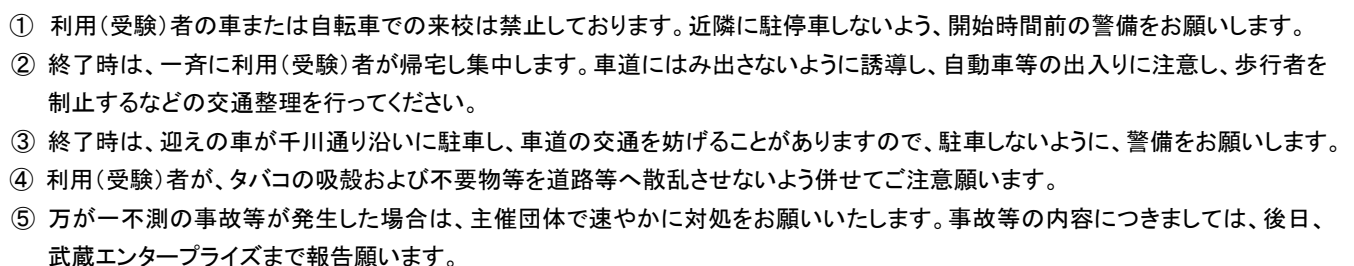 ① 利用（受験）者の車または自転車での来校は禁止しております。近隣に駐停車しないよう、開始時間前の警備をお願いします。
② 終了時は、一斉に利用（受験）者が帰宅し集中します。車道にはみ出さないように誘導し、自動車等の出入りに注意し、歩行者を
制止するなどの交通整理を行ってください。
③ 終了時は、迎えの車が千川通り沿いに駐車し、車道の交通を妨げることがありますので、駐車しないように、警備をお願いします。
④ 利用（受験）者が、タバコの吸殻および不要物等を道路等へ散乱させないよう併せてご注意願います。
⑤ 万が一不測の事故等が発生した場合は、主催団体で速やかに対処をお願いいたします。事故等の内容につきましては、後日、
武蔵エンタープライズまで報告願います。